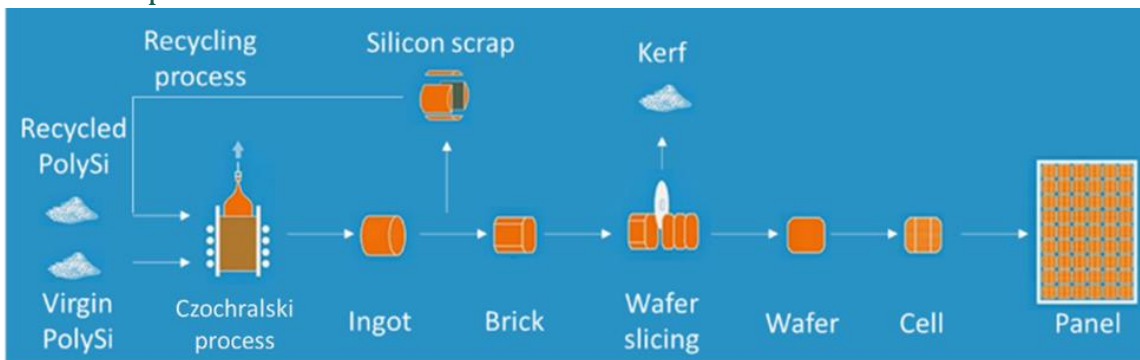 Recycling
process
Silicon scrap
Kerf
Recycled
PolySi
Virgin
PolySi
Czochralski
process
Ingot
Brick
Wafer
slicing
Wafer
Cell
Panel